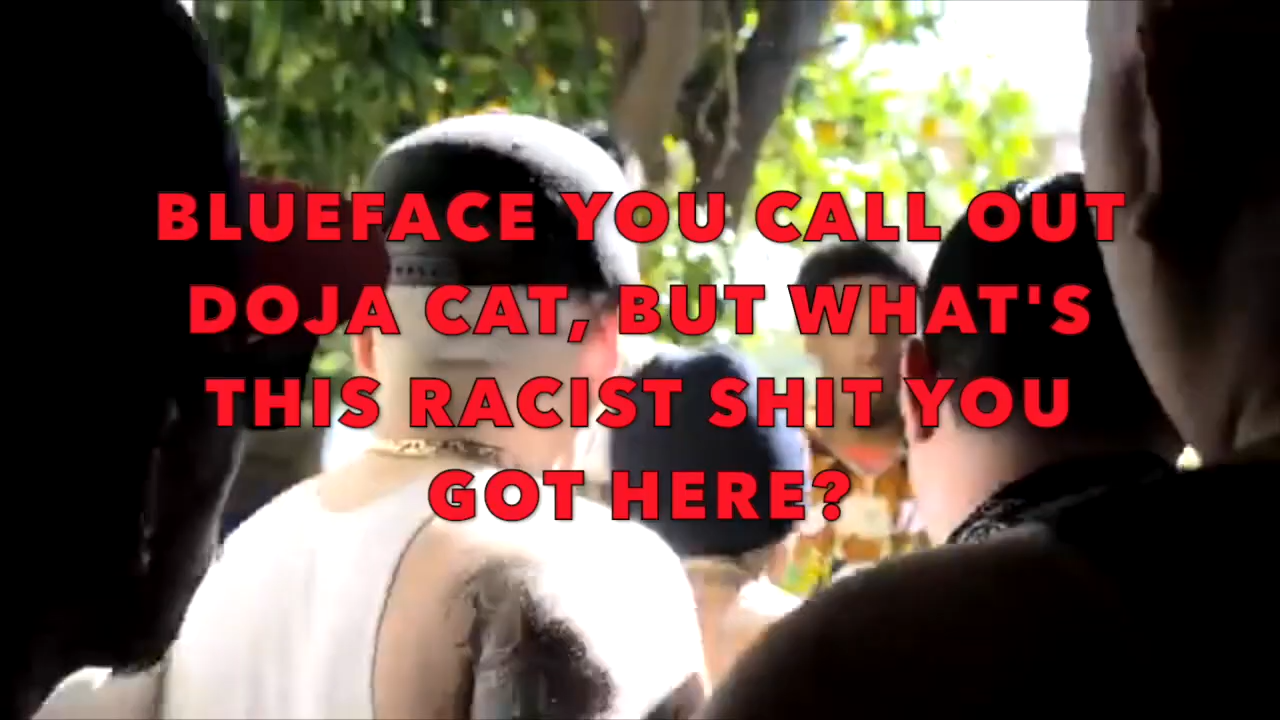 BLUEFACE YOU CALL OUT
DOJA CAT, BUT WHAT'S
THIS RACIST SHIT YOU
GOT HERE?